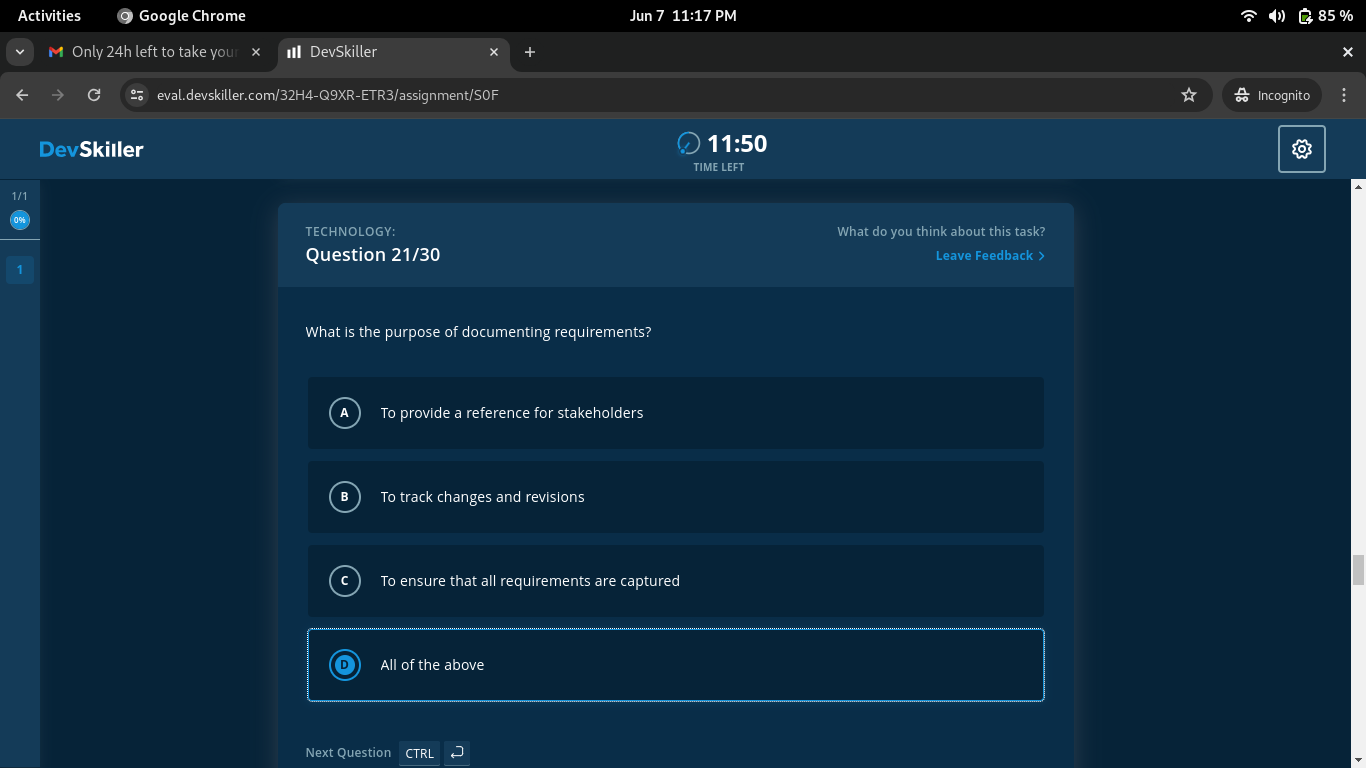 Activities
Google Chrome
Jun 7 11:17 PM
85 %
Only 24h left to take your
DevSkiller
eval.devskiller.com/32H4-Q9XR-ETR3/assignment/S0F
Incognito
DevSkiller
11:50
TIME LEFT
1/1
0%
1
TECHNOLOGY:
What do you think about this task?
Question 21/30
Leave Feedback
What is the purpose of documenting requirements?
A To provide a reference for stakeholders
B To track changes and revisions
C To ensure that all requirements are captured
D All of the above
Next Question CTRL